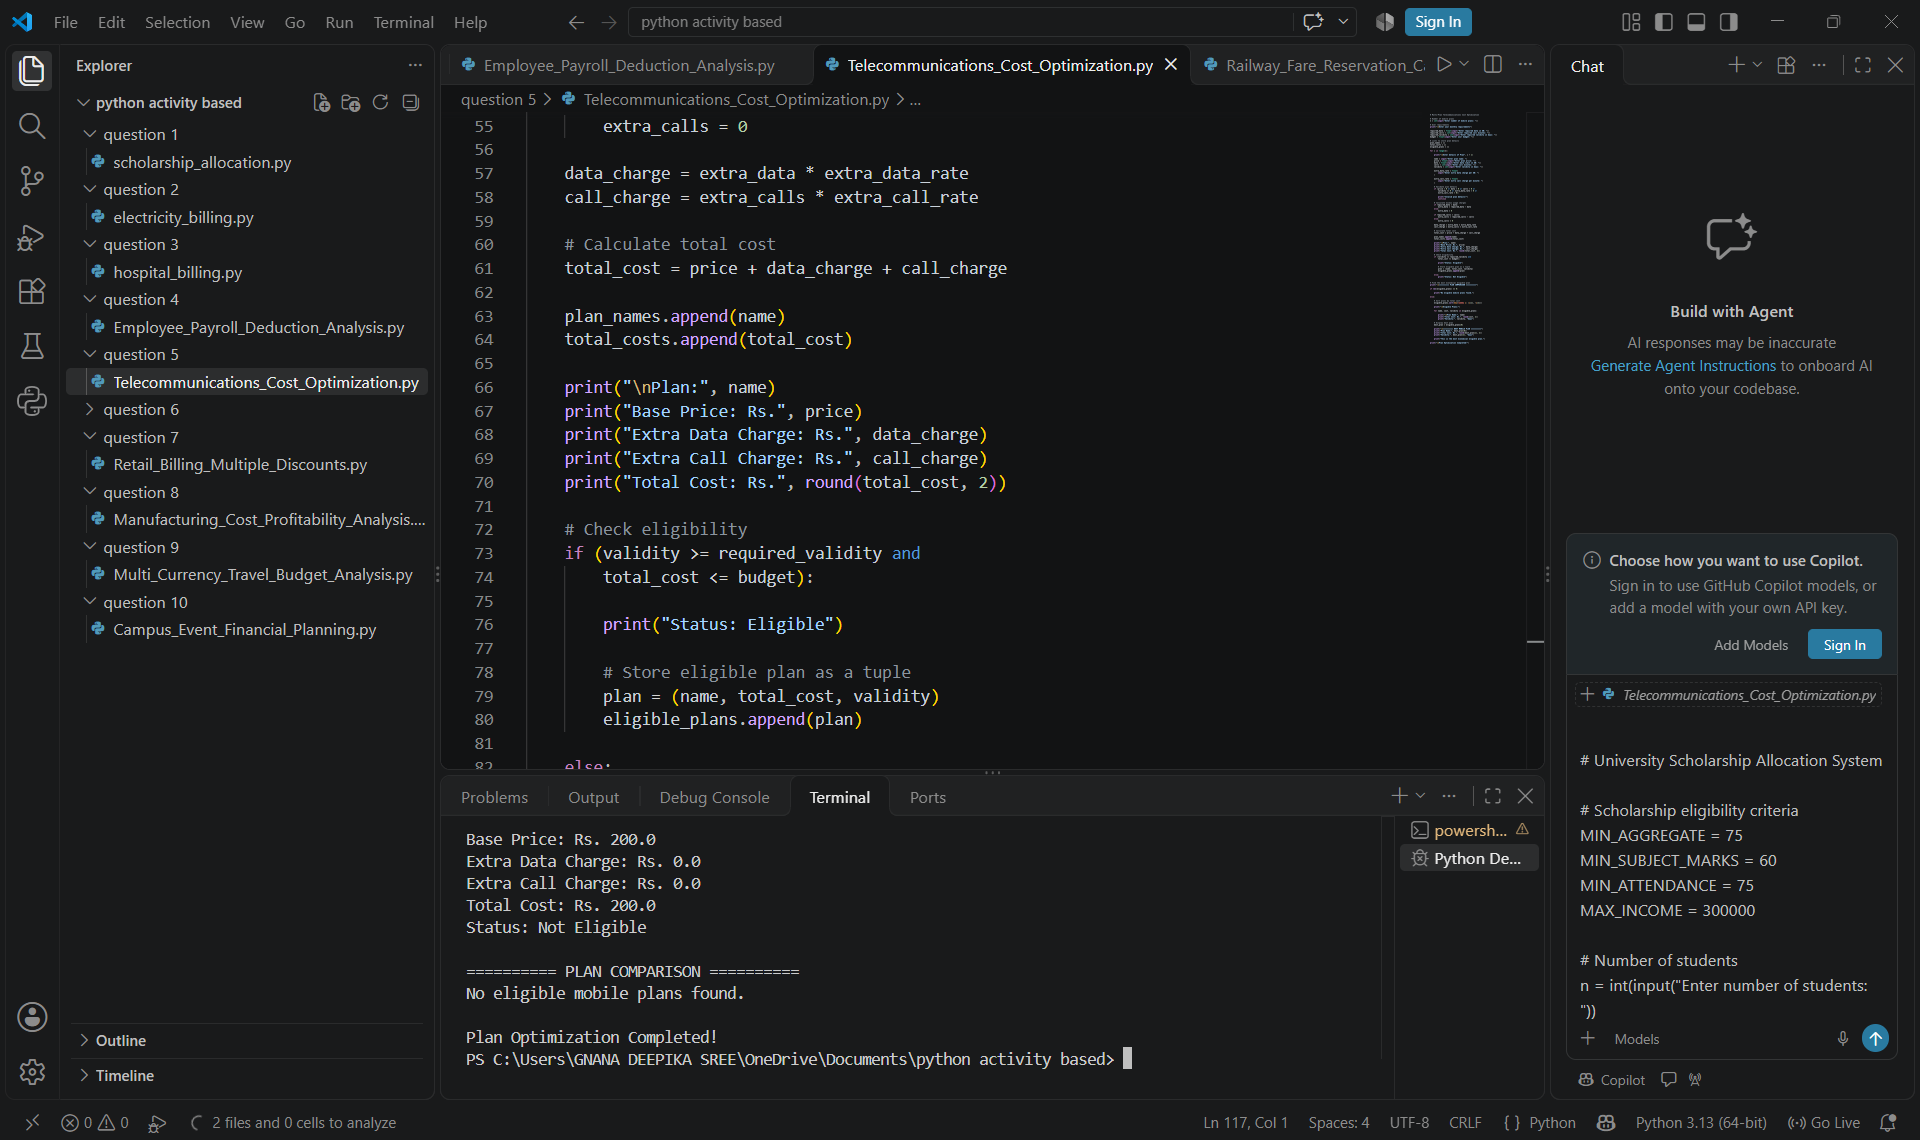 File Edit Selection View Go Run Terminal Help
python activity based
Sign In
Explorer
python activity based
question 1
scholarship_allocation.py
question 2
electricity_billing.py
question 3
hospital_billing.py
question 4
Employee_Payroll_Deduction_Analysis.py
question 5
Telecommunications_Cost_Optimization.py
question 6
question 7
Retail_Billing_Multiple_Discounts.py
question 8
Manufacturing_Cost_Profitability_Analysis....
question 9
Multi_Currency_Travel_Budget_Analysis.py
question 10
Campus_Event_Financial_Planning.py
Outline
Timeline
Employee_Payroll_Deduction_Analysis.py
Telecommunications_Cost_Optimization.py
Railway_Fare_Reservation_C
question 5 > Telecommunications_Cost_Optimization.py > ...
55 extra_calls = 0
56
57 data_charge = extra_data * extra_data_rate
58 call_charge = extra_calls * extra_call_rate
59
60 # Calculate total cost
61 total_cost = price + data_charge + call_charge
62
63 plan_names.append(name)
64 total_costs.append(total_cost)
65
66 print("\nPlan:", name)
67 print("Base Price: Rs.", price)
68 print("Extra Data Charge: Rs.", data_charge)
69 print("Extra Call Charge: Rs.", call_charge)
70 print("Total Cost: Rs.", round(total_cost, 2))
71
72 # Check eligibility
73 if (validity >= required_validity and
74 total_cost <= budget):
75
76 print("Status: Eligible")
77
78 # Store eligible plan as a tuple
79 plan = (name, total_cost, validity)
80 eligible_plans.append(plan)
81
82 else:
Problems Output Debug Console Terminal Ports
Base Price: Rs. 200.0
Extra Data Charge: Rs. 0.0
Extra Call Charge: Rs. 0.0
Total Cost: Rs. 200.0
Status: Not Eligible
========== PLAN COMPARISON ==========
No eligible mobile plans found.
Plan Optimization Completed!
PS C:\Users\GNANA DEEPIKA SREE\OneDrive\Documents\python activity based>
powersh...
Python De...
Chat
Build with Agent
AI responses may be inaccurate
Generate Agent Instructions to onboard AI
onto your codebase.
Choose how you want to use Copilot.
Sign in to use GitHub Copilot models, or
add a model with your own API key.
Add Models Sign In
Telecommunications_Cost_Optimization.py
# University Scholarship Allocation System
# Scholarship eligibility criteria
MIN_AGGREGATE = 75
MIN_SUBJECT_MARKS = 60
MIN_ATTENDANCE = 75
MAX_INCOME = 300000
# Number of students
n = int(input("Enter number of students:
"))
Models
Copilot
0 0 2 files and 0 cells to analyze
Ln 117, Col 1 Spaces: 4 UTF-8 CRLF {} Python Python 3.13 (64-bit) Go Live